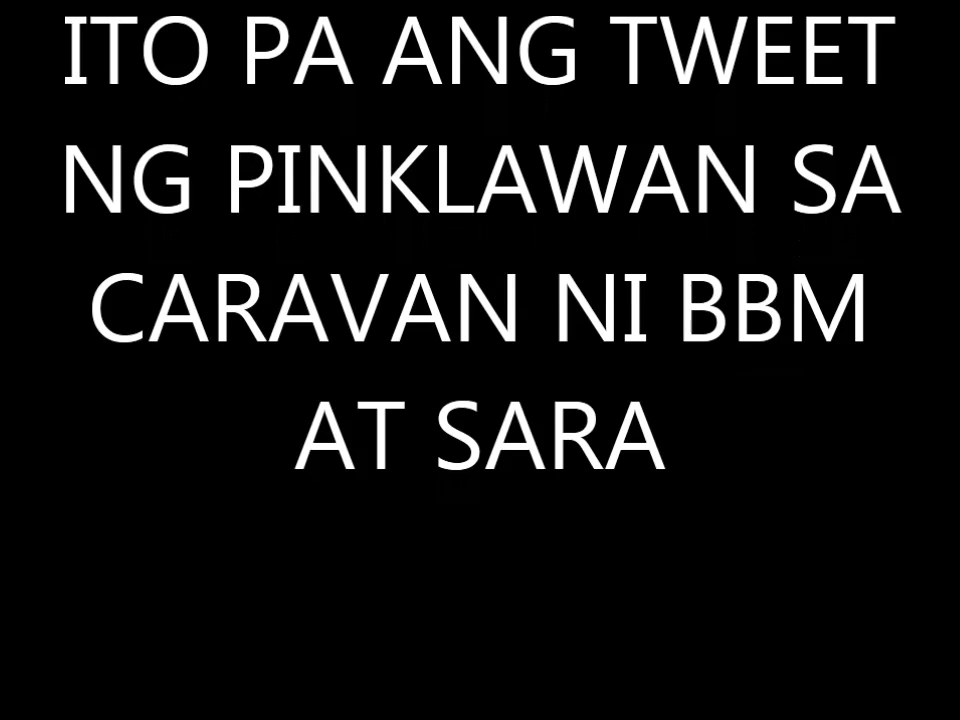 ITO PA ANG TWEET
NG PINKLAWAN SA
CARAVAN NI BBM
AT SARA